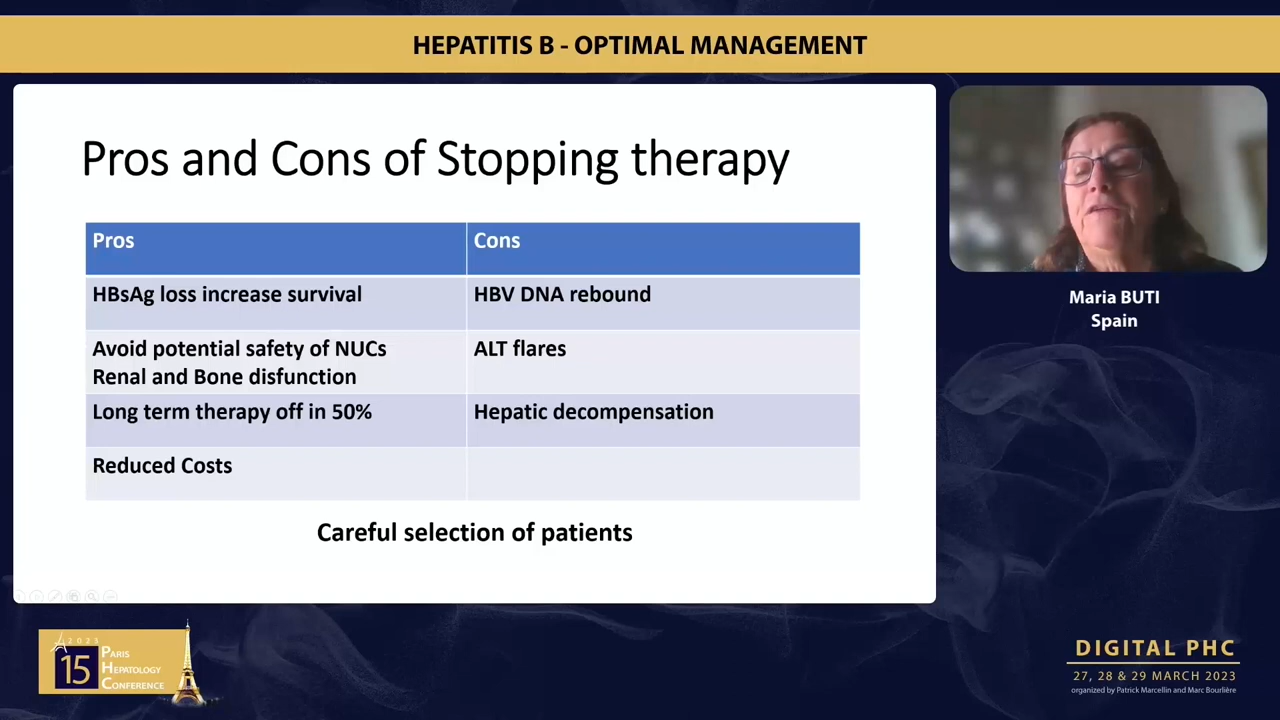 HEPATITIS B - OPTIMAL MANAGEMENT
Pros and Cons of Stopping therapy
Pros
Cons
HBsAg loss increase survival
HBV DNA rebound
Avoid potential safety of NUCs
Renal and Bone disfunction
ALT flares
Long term therapy off in 50%
Hepatic decompensation
Reduced Costs
Careful selection of patients
Maria BUTI
Spain
2023
15
PARIS
HEPATOLOGY
CONFERENCE
DIGITAL PHC
27, 28 & 29 MARCH 2023
organized by Patrick Marcellin and Marc Bourlière